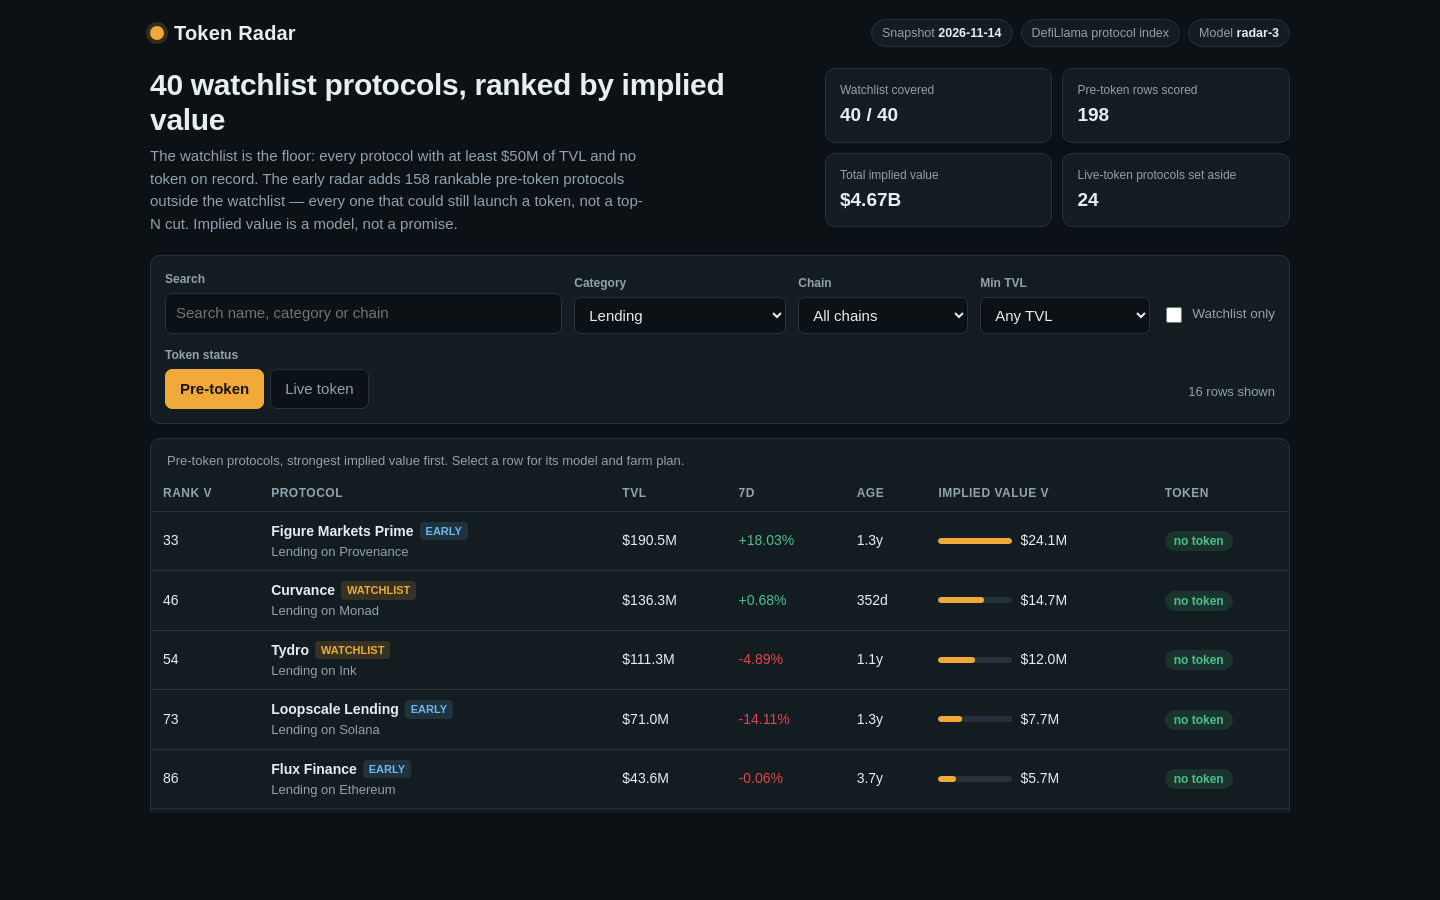 Token Radar
Snapshot 2026-11-14
DefiLlama protocol index
Model radar-3
40 watchlist protocols, ranked by implied
value
The watchlist is the floor: every protocol with at least $50M of TVL and no
token on record. The early radar adds 158 rankable pre-token protocols
outside the watchlist — every one that could still launch a token, not a top-
N cut. Implied value is a model, not a promise.
Watchlist covered
40 / 40
Pre-token rows scored
198
Total implied value
$4.67B
Live-token protocols set aside
24
Search
Search name, category or chain
Category
Lending
Chain
All chains
Min TVL
Any TVL
Watchlist only
Token status
Pre-token
Live token
16 rows shown
Pre-token protocols, strongest implied value first. Select a row for its model and farm plan.
RANK V PROTOCOL TVL 7D AGE IMPLIED VALUE V TOKEN
33 Figure Markets Prime EARLY $190.5M +18.03% 1.3y $24.1M no token
Lending on Provenance
46 Curvance WATCHLIST $136.3M +0.68% 352d $14.7M no token
Lending on Monad
54 Tydro WATCHLIST $111.3M -4.89% 1.1y $12.0M no token
Lending on Ink
73 Loopscale Lending EARLY $71.0M -14.11% 1.3y $7.7M no token
Lending on Solana
86 Flux Finance EARLY $43.6M -0.06% 3.7y $5.7M no token
Lending on Ethereum